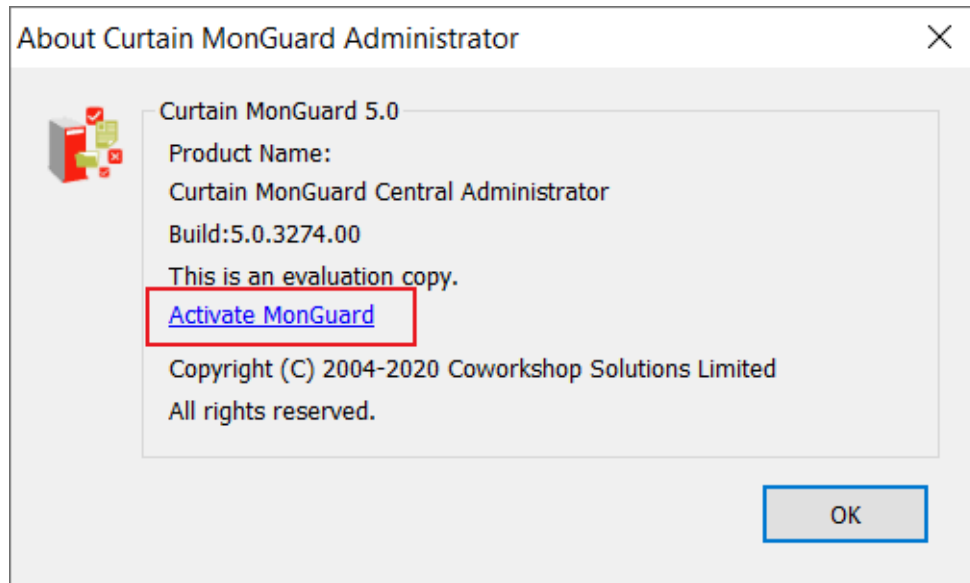 About Curtain MonGuard Administrator
Curtain MonGuard 5.0
Product Name:
Curtain MonGuard Central Administrator
Build:5.0.3274.00
This is an evaluation copy.
Activate MonGuard
Copyright (C) 2004-2020 Coworkshop Solutions Limited
All rights reserved.
OK